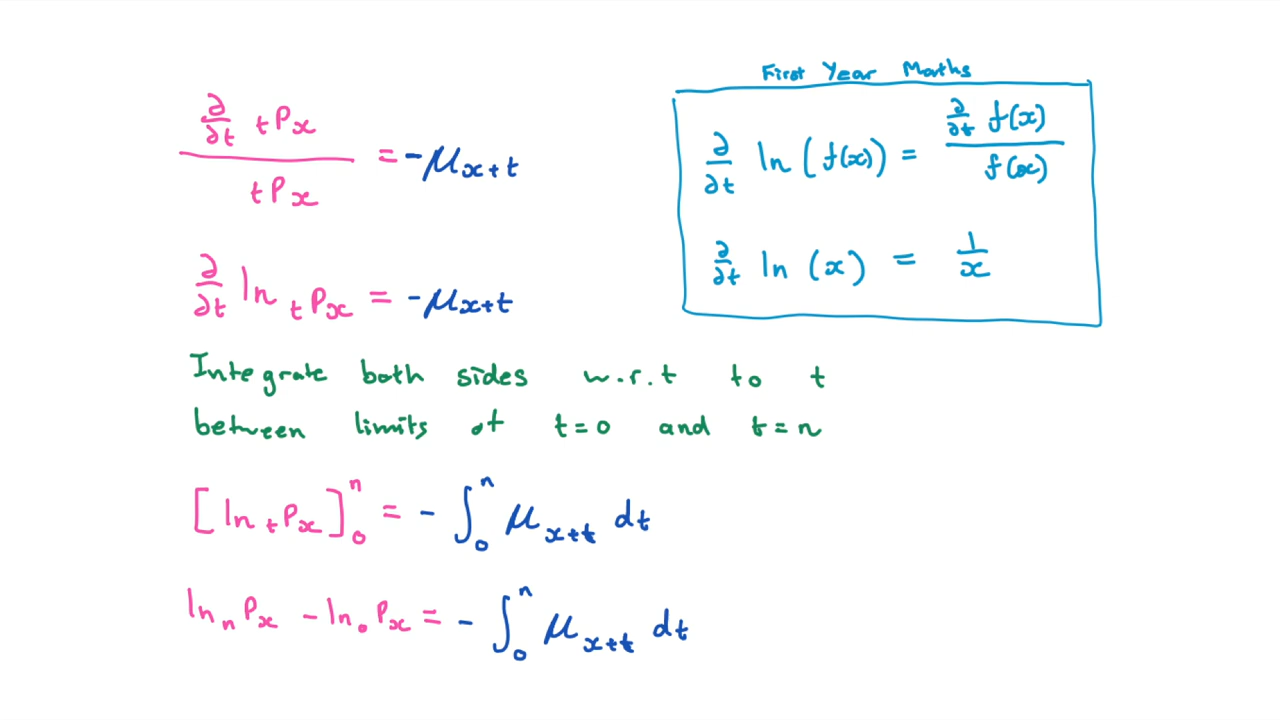 First Year Maths
∂/∂t ₜPₓ / ₜPₓ = -μₓ₊ₜ
∂/∂t ln(f(x)) = ∂/∂t f(x) / f(x)
∂/∂t ln ₜPₓ = -μₓ₊ₜ
∂/∂t ln(x) = 1/x
Integrate both sides w.r.t to t
between limits of t=0 and t=n
[ln ₜPₓ]₀ⁿ = - ∫₀ⁿ μₓ₊ₜ dt
ln ₙPₓ - ln ₀Pₓ = - ∫₀ⁿ μₓ₊ₜ dt